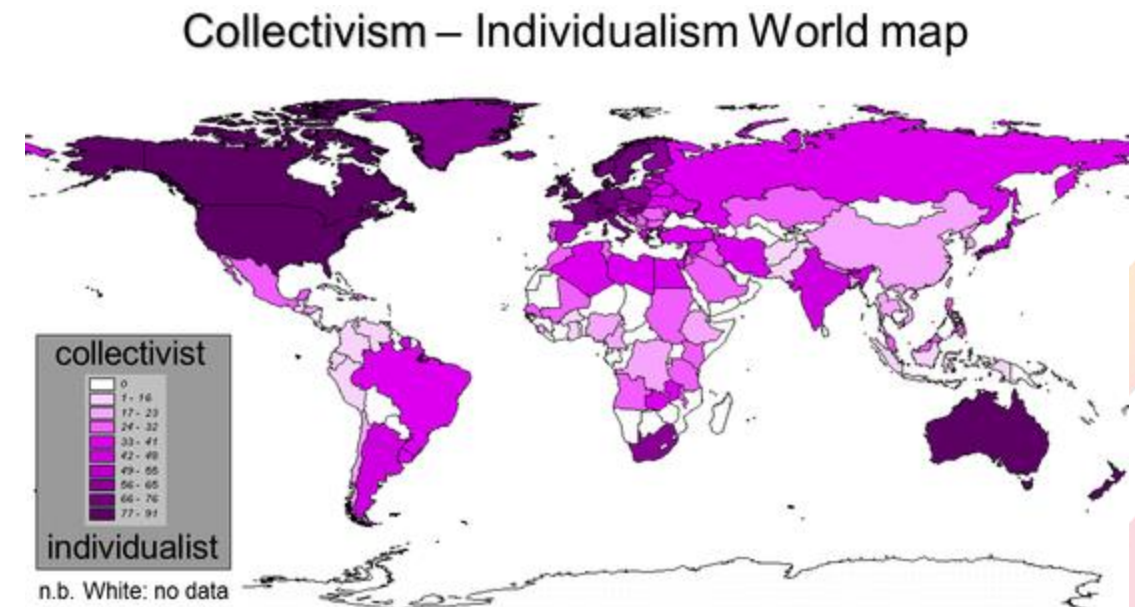 Collectivism – Individualism World map
collectivist
0
1 - 16
17 - 23
24 - 32
33 - 41
42 - 48
49 - 55
56 - 65
66 - 76
77 - 91
individualist
n.b. White: no data